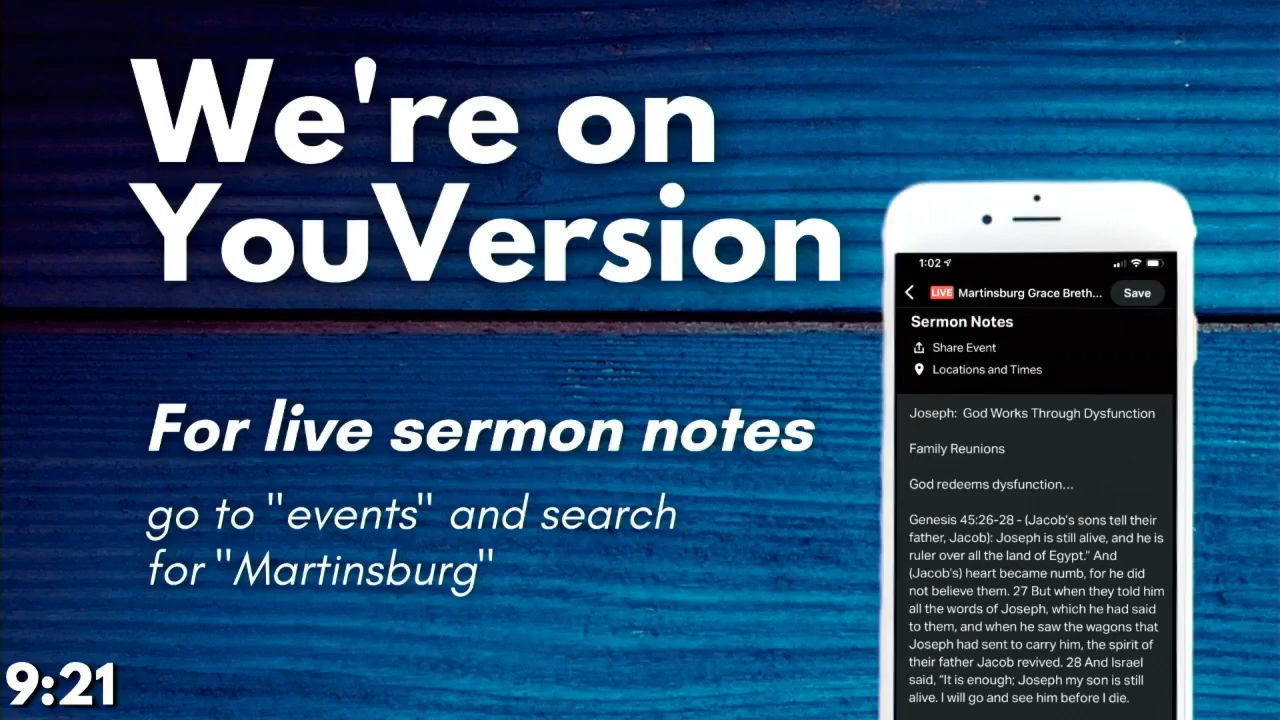 We're on
YouVersion
For live sermon notes
go to "events" and search
for "Martinsburg"
9:21
1:02
LIVE Martinsburg Grace Breth... Save
Sermon Notes
Share Event
Locations and Times
Joseph: God Works Through Dysfunction
Family Reunions
God redeems dysfunction...
Genesis 45:26-28 - (Jacob's sons tell their
father, Jacob): Joseph is still alive, and he is
ruler over all the land of Egypt." And
(Jacob's) heart became numb, for he did
not believe them. 27 But when they told him
all the words of Joseph, which he had said
to them, and when he saw the wagons that
Joseph had sent to carry him, the spirit of
their father Jacob revived. 28 And Israel
said, "It is enough; Joseph my son is still
alive. I will go and see him before I die.